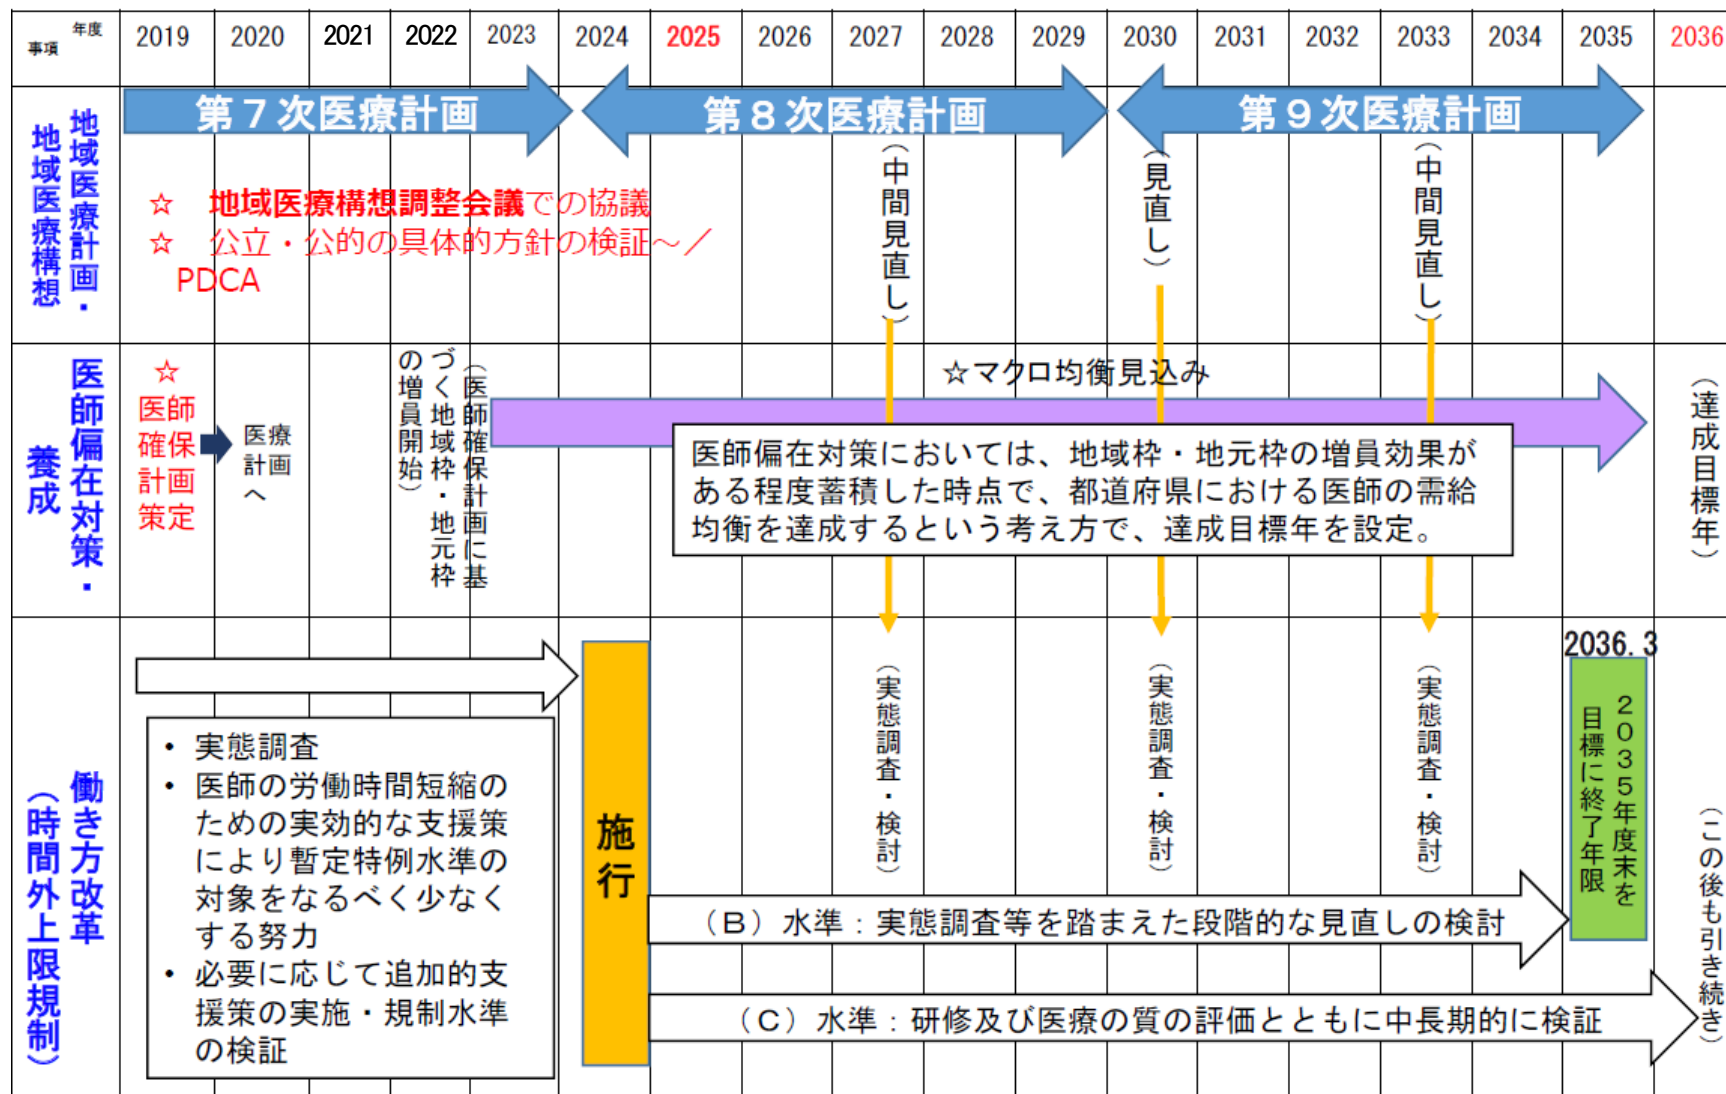 年度
事項
2019 2020 2021 2022 2023 2024 2025 2026 2027 2028 2029 2030 2031 2032 2033 2034 2035 2036
地域医療計画・
地域医療構想
第７次医療計画
第８次医療計画
第９次医療計画
☆ 地域医療構想調整会議での協議
☆ 公立・公的の具体的方針の検証～／
PDCA
（中間見直し）
（見直し）
（中間見直し）
医師偏在対策・
養成
☆
医師
確保
計画
策定
医療
計画
へ
（医師確保計画に基
づく地域枠・地元枠
の増員開始）
☆マクロ均衡見込み
医師偏在対策においては、地域枠・地元枠の増員効果が
ある程度蓄積した時点で、都道府県における医師の需給
均衡を達成するという考え方で、達成目標年を設定。
（達成目標年）
働き方改革
（時間外上限規制）
• 実態調査
• 医師の労働時間短縮の
ための実効的な支援策
により暫定特例水準の
対象をなるべく少なく
する努力
• 必要に応じて追加的支
援策の実施・規制水準
の検証
施行
（実態調査・検討）
（実態調査・検討）
（実態調査・検討）
2036.3
２０３５年度末を
目標に終了年限
（Ｂ）水準：実態調査等を踏まえた段階的な見直しの検討
（Ｃ）水準：研修及び医療の質の評価とともに中長期的に検証
（この後も引き続き）